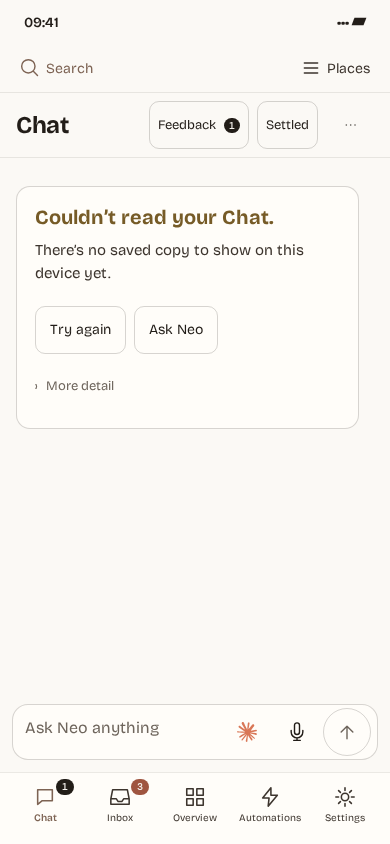 09:41
Search
Places
Chat
Feedback 1
Settled
...
Couldn't read your Chat.
There's no saved copy to show on this
device yet.
Try again
Ask Neo
› More detail
Ask Neo anything
1
3
Chat
Inbox
Overview
Automations
Settings